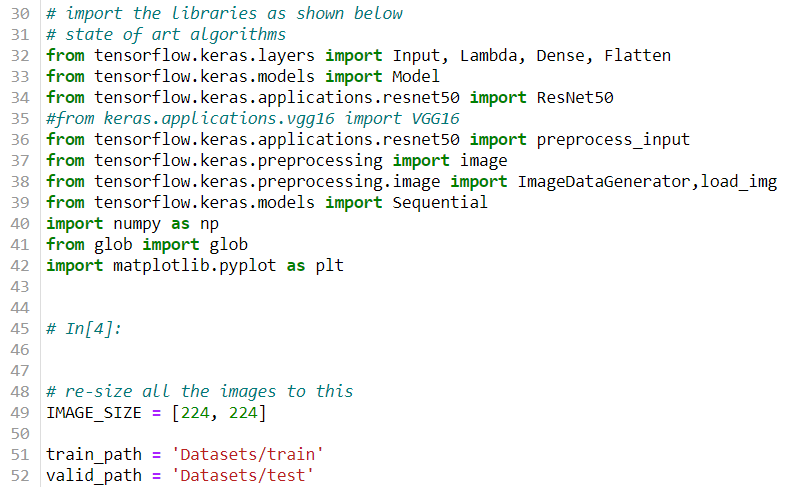 30 # import the libraries as shown below
31 # state of art algorithms
32 from tensorflow.keras.layers import Input, Lambda, Dense, Flatten
33 from tensorflow.keras.models import Model
34 from tensorflow.keras.applications.resnet50 import ResNet50
35 #from keras.applications.vgg16 import VGG16
36 from tensorflow.keras.applications.resnet50 import preprocess_input
37 from tensorflow.keras.preprocessing import image
38 from tensorflow.keras.preprocessing.image import ImageDataGenerator,load_img
39 from tensorflow.keras.models import Sequential
40 import numpy as np
41 from glob import glob
42 import matplotlib.pyplot as plt
43
44
45 # In[4]:
46
47
48 # re-size all the images to this
49 IMAGE_SIZE = [224, 224]
50
51 train_path = 'Datasets/train'
52 valid_path = 'Datasets/test'